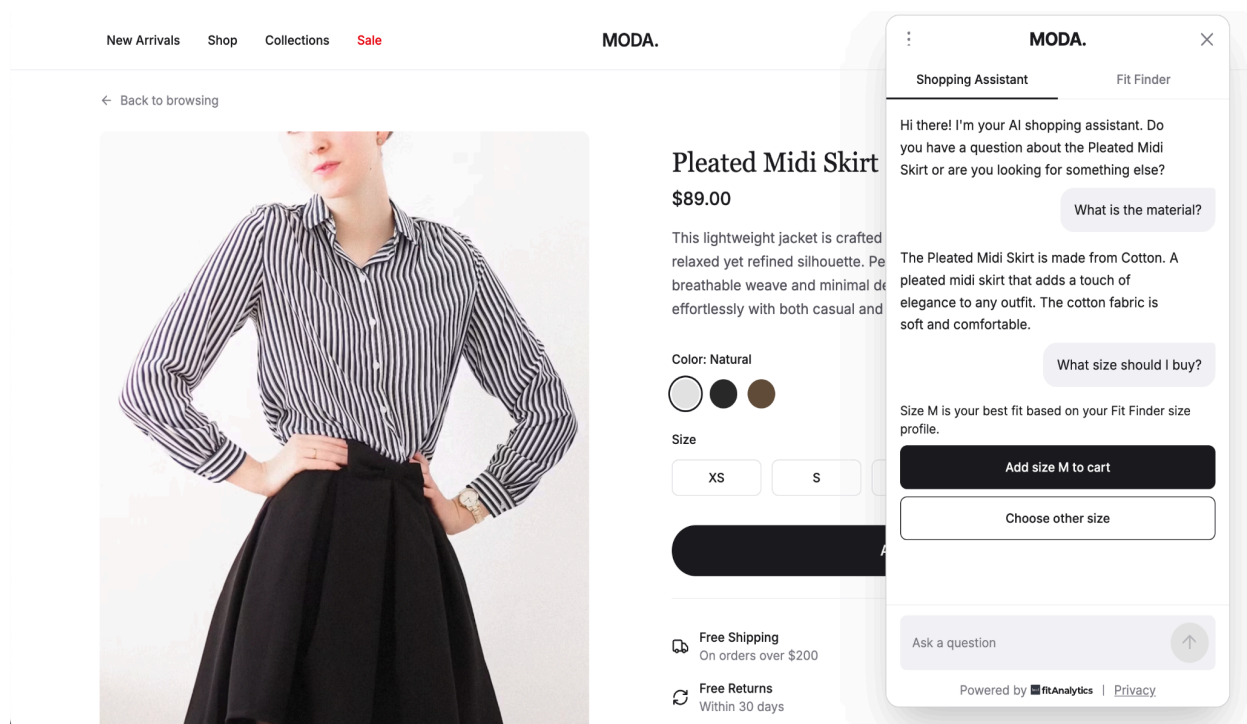 New Arrivals Shop Collections Sale
MODA.
Back to browsing
Pleated Midi Skirt
$89.00
This lightweight jacket is crafted
relaxed yet refined silhouette. Pe
breathable weave and minimal de
effortlessly with both casual and
Color: Natural
Size
XS S
A
Free Shipping
On orders over $200
Free Returns
Within 30 days
MODA.
Shopping Assistant Fit Finder
Hi there! I'm your AI shopping assistant. Do
you have a question about the Pleated Midi
Skirt or are you looking for something else?
What is the material?
The Pleated Midi Skirt is made from Cotton. A
pleated midi skirt that adds a touch of
elegance to any outfit. The cotton fabric is
soft and comfortable.
What size should I buy?
Size M is your best fit based on your Fit Finder size
profile.
Add size M to cart
Choose other size
Ask a question
Powered by fitAnalytics | Privacy